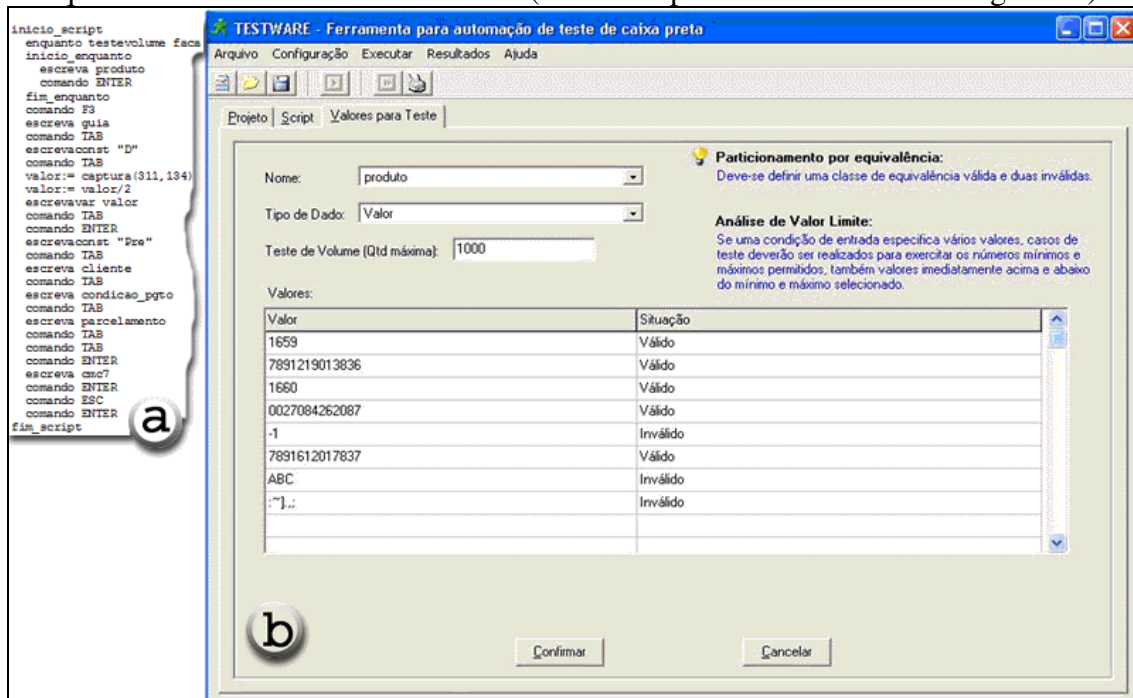 inicio_script
enquanto testevolume faca
inicio_enquanto
escreva produto
comando ENTER
fim_enquanto
comando F3
escreva guia
comando TAB
escrevaconst "D"
comando TAB
valor:= captura(311,134)
valor:= valor/2
escrevavar valor
comando TAB
comando ENTER
escrevaconst "Pre"
comando TAB
escreva cliente
comando TAB
escreva condicao_pgto
comando TAB
escreva parcelamento
comando TAB
comando TAB
comando ENTER
escreva cmc7
comando ENTER
comando ESC
comando ENTER
fim_script
a
TESTWARE - Ferramenta para automação de teste de caixa preta
Arquivo Configuração Executar Resultados Ajuda
Projeto Script Valores para Teste
Nome: produto
Tipo de Dado: Valor
Teste de Volume (Qtd máxima): 1000
Particionamento por equivalência:
Deve-se definir uma classe de equivalência válida e duas inválidas.
Análise de Valor Limite:
Se uma condição de entrada especifica vários valores, casos de
teste deverão ser realizados para exercitar os números mínimos e
máximos permitidos, também valores imediatamente acima e abaixo
do mínimo e máximo selecionado.
Valores:
Valor Situação
1659 Válido
7891219013836 Válido
1660 Válido
0027084262087 Válido
-1 Inválido
7891612017837 Válido
ABC Inválido
:~].,; Inválido
b
Confirmar Cancelar